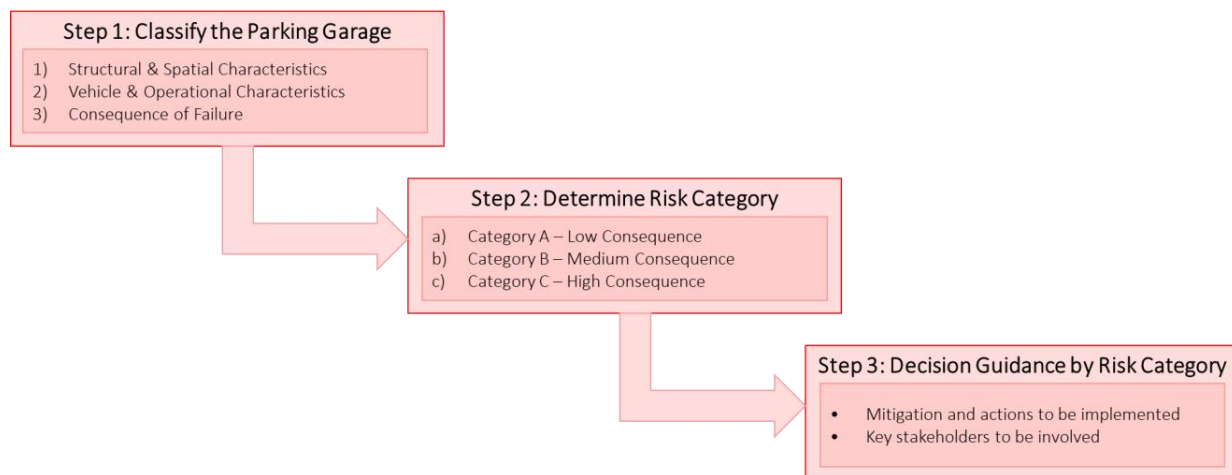 Step 1: Classify the Parking Garage
1) Structural & Spatial Characteristics
2) Vehicle & Operational Characteristics
3) Consequence of Failure
Step 2: Determine Risk Category
a) Category A – Low Consequence
b) Category B – Medium Consequence
c) Category C – High Consequence
Step 3: Decision Guidance by Risk Category
• Mitigation and actions to be implemented
• Key stakeholders to be involved